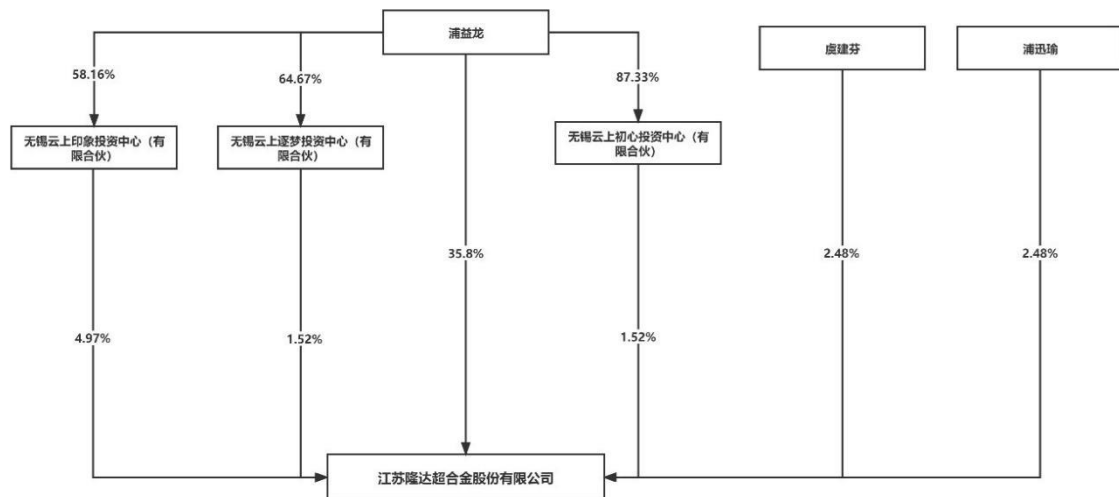 浦益龙
虞建芬
浦迅瑜
58.16%
64.67%
87.33%
无锡云上印象投资中心（有
限合伙）
无锡云上逐梦投资中心（有
限合伙）
无锡云上初心投资中心（有
限合伙）
35.8%
2.48%
2.48%
4.97%
1.52%
1.52%
江苏隆达超合金股份有限公司